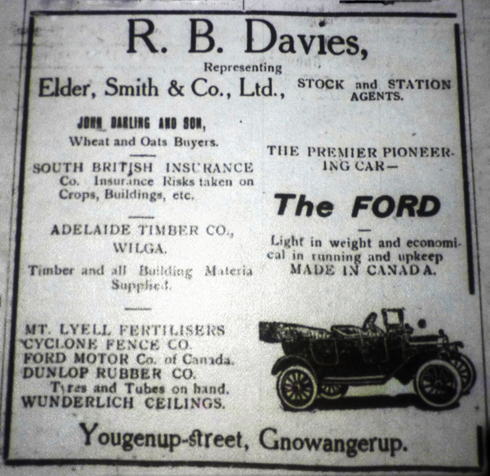 R. B. Davies,
Representing
Elder, Smith & Co., Ltd., STOCK and STATION
AGENTS.
JOHN DARLING AND SON,
Wheat and Oats Buyers.
SOUTH BRITISH INSURANCE
Co. Insurance Risks taken on
Crops, Buildings, etc.
ADELAIDE TIMBER CO.,
WILGA.
Timber and all Building Materia
Supplied.
MT. LYELL FERTILISERS
CYCLONE FENCE CO.
FORD MOTOR Co. of Canada.
DUNLOP RUBBER CO.
Tyres and Tubes on hand.
WUNDERLICH CEILINGS.
THE PREMIER PIONEER-
ING CAR—
The FORD
Light in weight and economi-
cal in running and upkeep
MADE IN CANADA.
Yougenup-street, Gnowangerup.